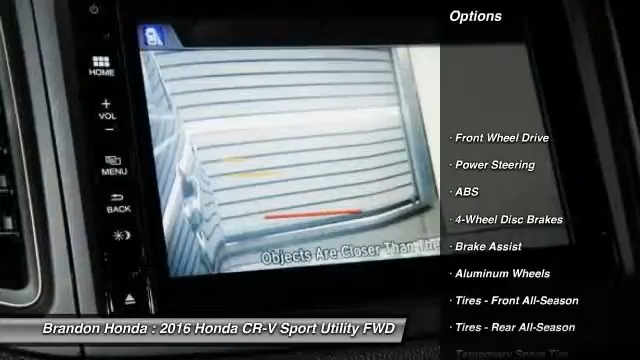 Options
HOME
+
VOL
−
MENU
BACK
Objects Are Closer Than
· Front Wheel Drive
· Power Steering
· ABS
· 4-Wheel Disc Brakes
· Brake Assist
· Aluminum Wheels
· Tires - Front All-Season
· Tires - Rear All-Season
Brandon Honda : 2016 Honda CR-V Sport Utility FWD